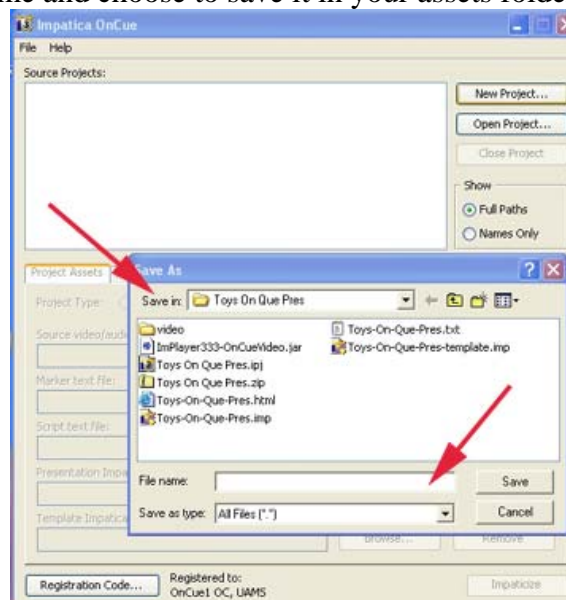 me and choose to save it in your assets folde
Impatica OnCue
File Help
Source Projects:
New Project...
Open Project...
Close Project
Show
Full Paths
Names Only
Project Assets
Save As
Project Type:
Save in: Toys On Que Pres
Source video/aud
video
ImPlayer333-OnCueVideo.jar
Toys On Que Pres.ipj
Toys On Que Pres.zip
Toys-On-Que-Pres.html
Toys-On-Que-Pres.imp
Toys-On-Que-Pres.txt
Toys-On-Que-Pres-template.imp
Marker text file:
Script text file:
Presentation Impa
File name:
Save
Template Impatica
Save as type: All Files ("*.*")
Cancel
Browse...
Remove
Registration Code...
Registered to:
OnCue1 OC, UAMS
Impaticize